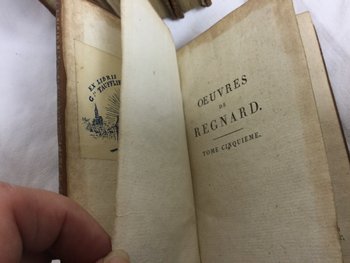 EX LIBRIS
OEUVRES
DE
REGNARD.
TOME CINQUIEME.